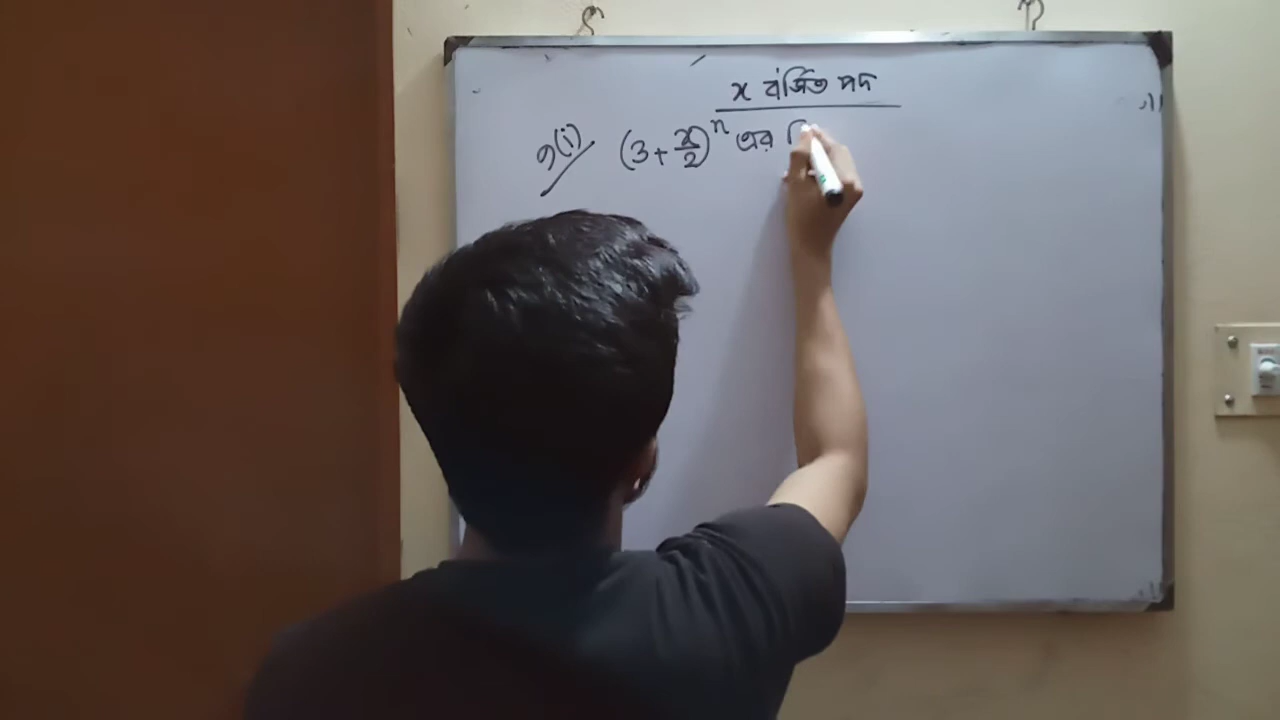 x বর্জিত পদ
৭(i) (3 + x/2)^n এর